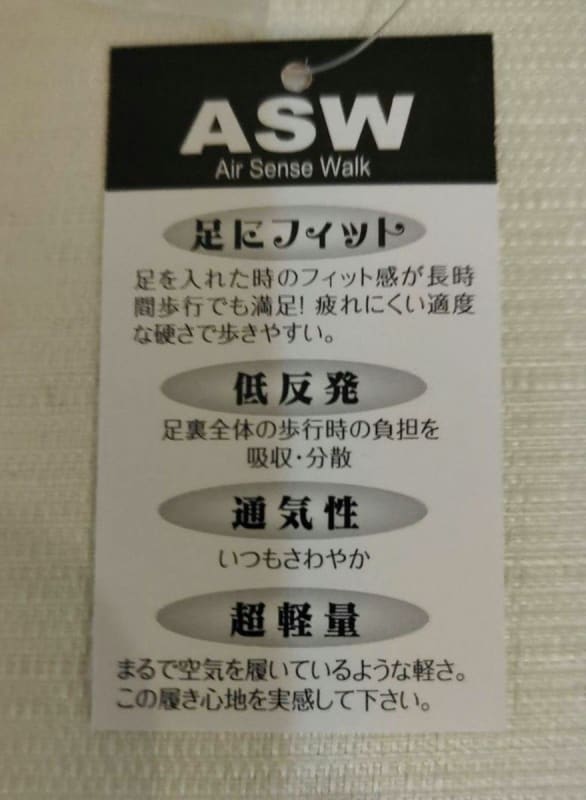 ASW
Air Sense Walk
足にフィット
足を入れた時のフィット感が長時
間歩行でも満足!疲れにくい適度
な硬さで歩きやすい。
低反発
足裏全体の歩行時の負担を
吸収・分散
通気性
いつもさわやか
超軽量
まるで空気を履いているような軽さ。
この履き心地を実感して下さい。